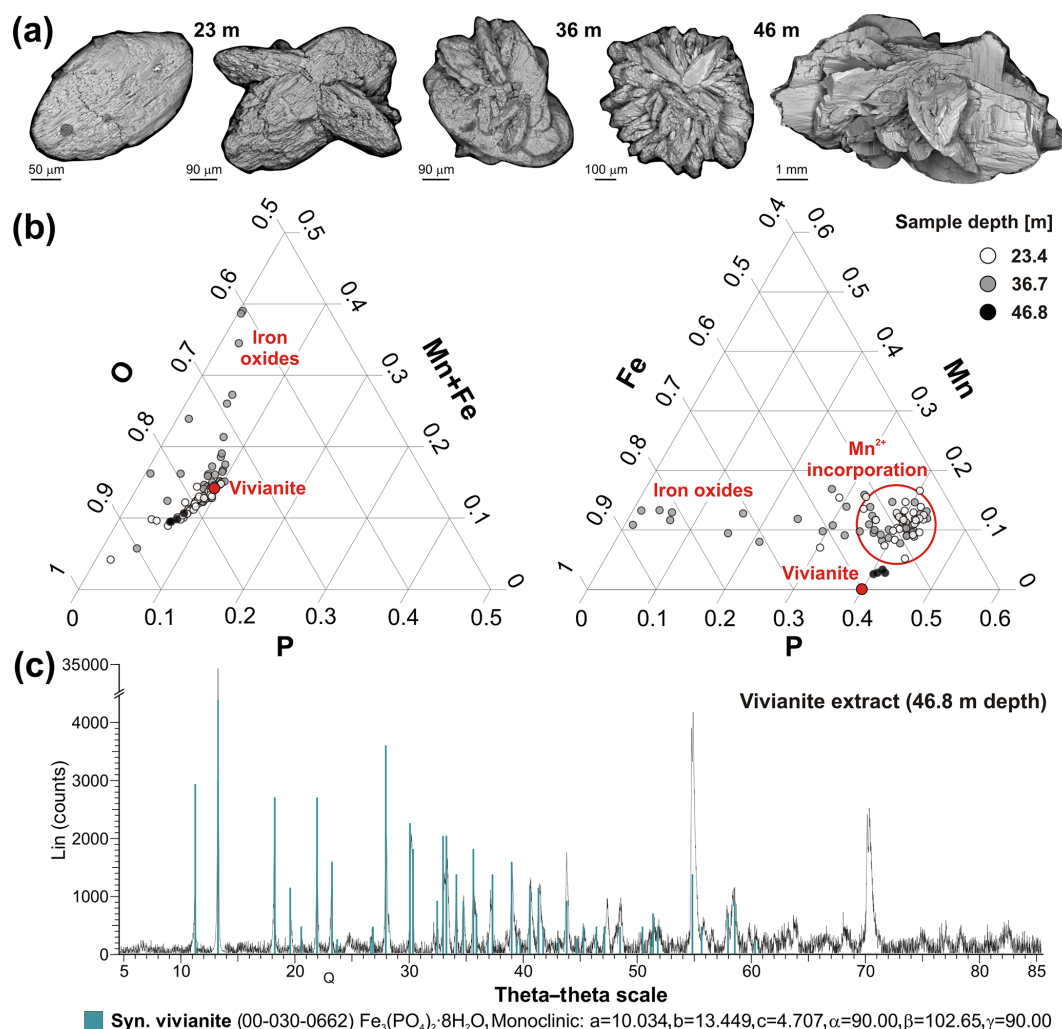 (a)
23 m
36 m
46 m
50 µm
90 µm
90 µm
100 µm
1 mm
(b)
Sample depth [m]
23.4
36.7
46.8
0.5
0.5
0.6
0.4
0.7
0.3
0.8
0.2
0.9
0.1
1
0
O
Mn+Fe
Iron
oxides
Vivianite
0
0.1
0.2
0.3
0.4
0.5
P
0.4
0.6
0.5
0.5
0.6
0.4
0.7
0.3
0.8
0.2
0.9
0.1
1
0
Fe
Mn
Mn²⁺
incorporation
Iron oxides
Vivianite
0
0.1
0.2
0.3
0.4
0.5
0.6
P
(c)
Vivianite extract (46.8 m depth)
35000
4000
3000
2000
1000
0
Lin (counts)
5 10 20 30 40 50 60 70 80 85
Q
Theta–theta scale
Syn. vivianite (00-030-0662) Fe₃(PO₄)₂·8H₂O, Monoclinic: a=10.034,b=13.449,c=4.707,α=90.00,β=102.65,γ=90.00